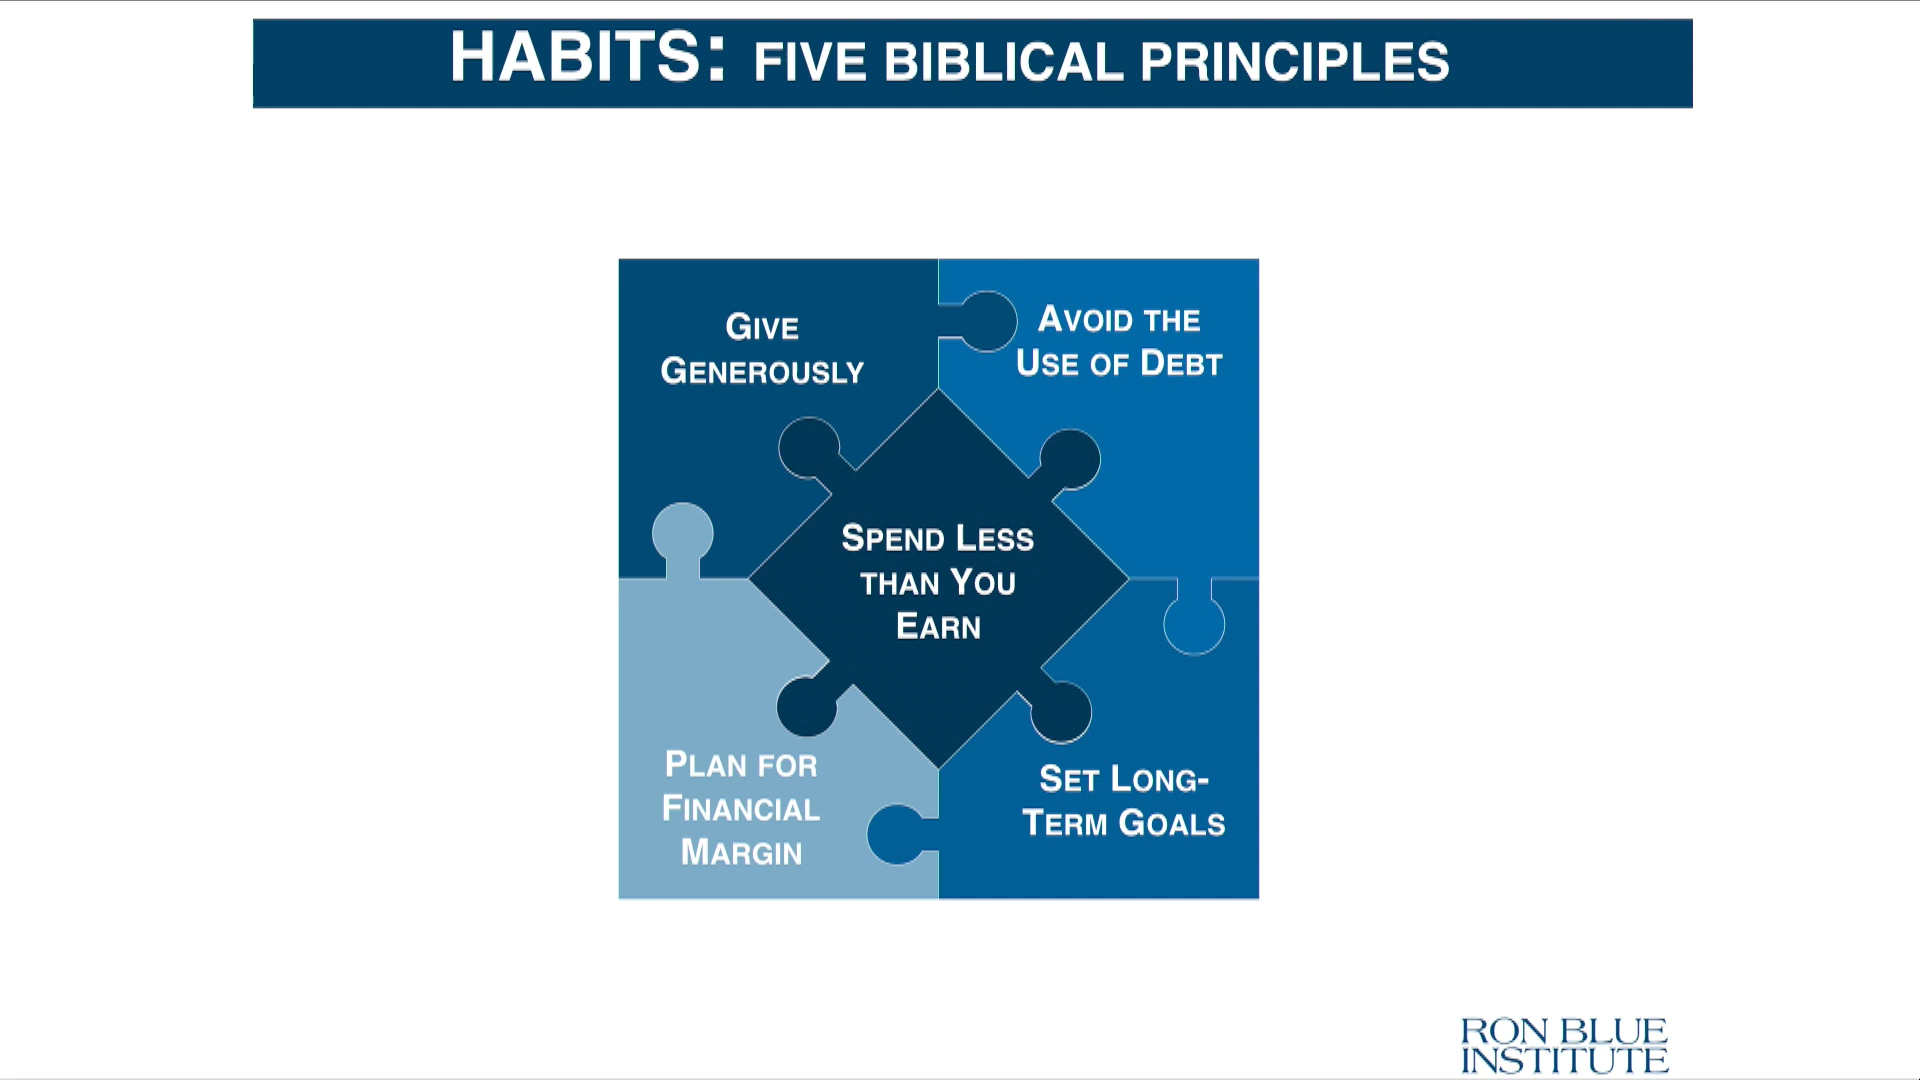 HABITS: FIVE BIBLICAL PRINCIPLES
GIVE
GENEROUSLY
AVOID THE
USE OF DEBT
SPEND LESS
THAN YOU
EARN
PLAN FOR
FINANCIAL
MARGIN
SET LONG-
TERM GOALS
RON BLUE
INSTITUTE